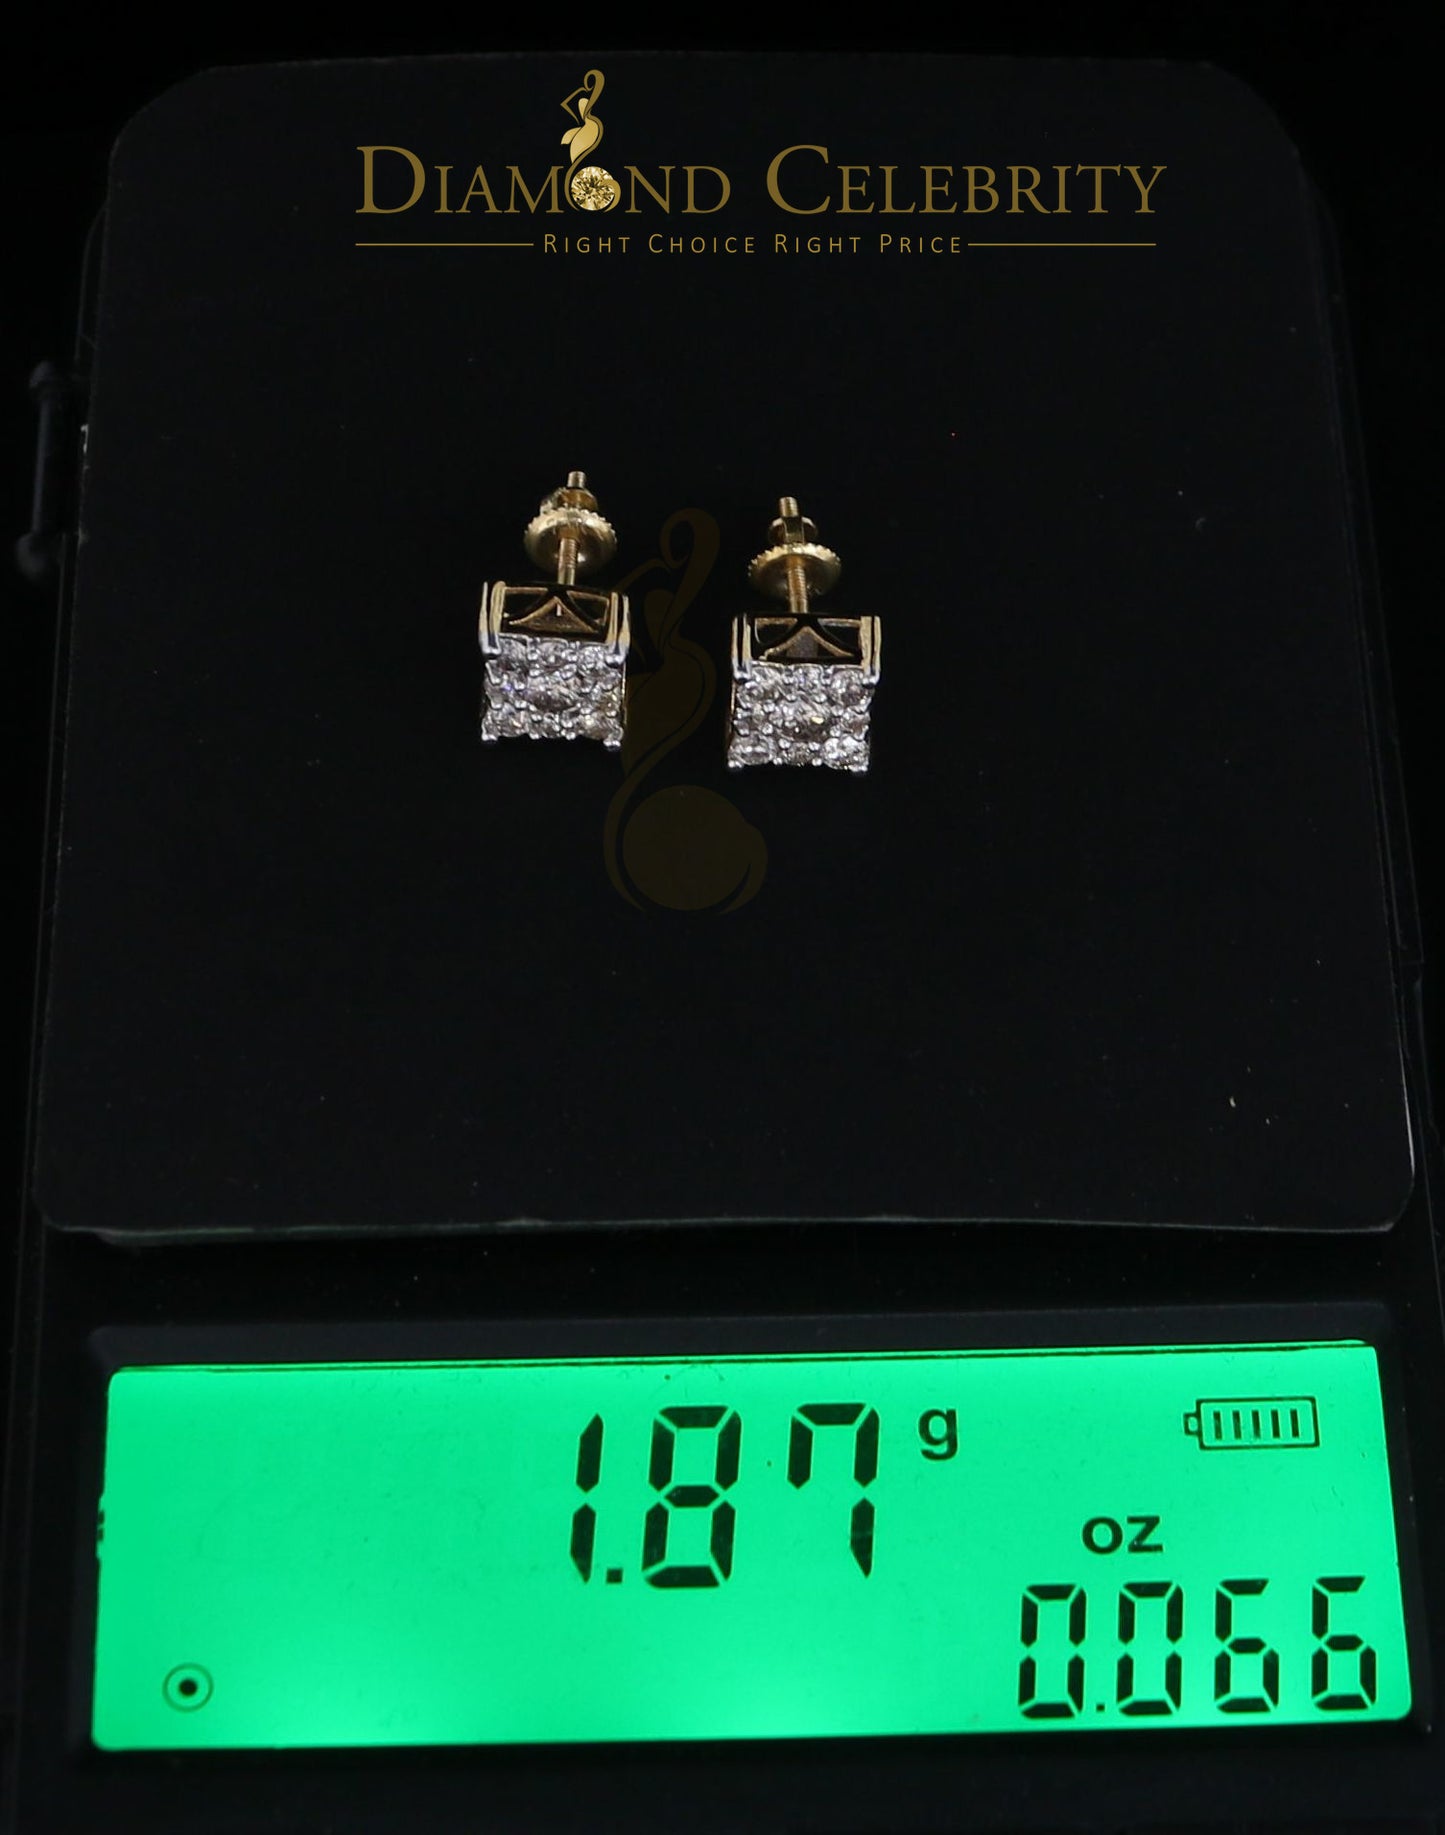 DIAMOND CELEBRITY
RIGHT CHOICE RIGHT PRICE
1.87 g
oz
0.066